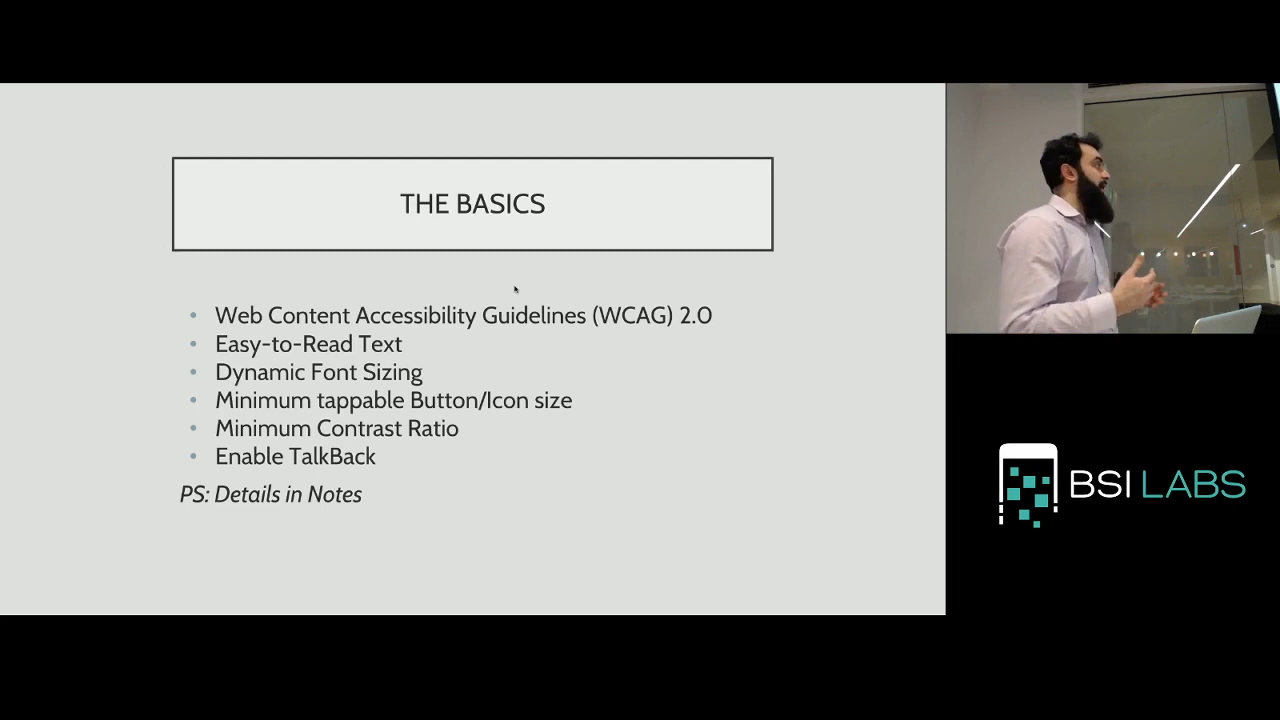 THE BASICS
Web Content Accessibility Guidelines (WCAG) 2.0
Easy-to-Read Text
Dynamic Font Sizing
Minimum tappable Button/Icon size
Minimum Contrast Ratio
Enable TalkBack
PS: Details in Notes
BSI LABS